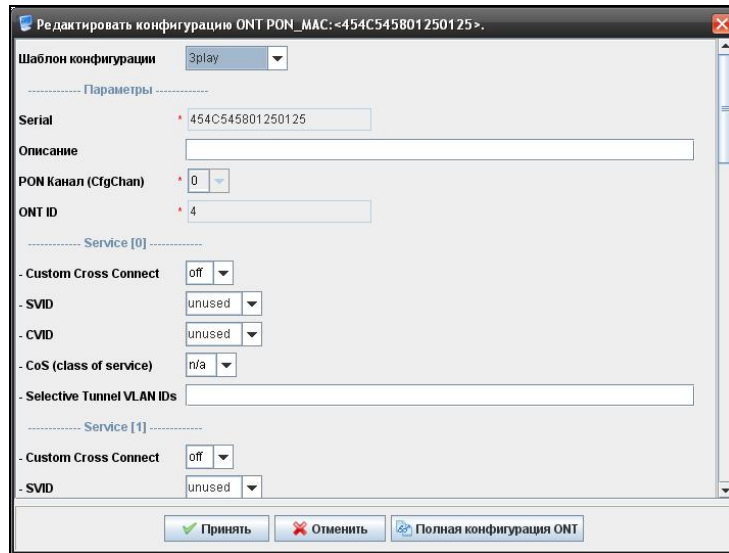 Редактировать конфигурацию ONT PON_MAC:<454C545801250125>.
Шаблон конфигурации 3play
------------- Параметры -------------
Serial * 454C545801250125
Описание
PON Канал (CfgChan) * 0
ONT ID * 4
------------- Service [0] -------------
- Custom Cross Connect off
- SVID unused
- CVID unused
- CoS (class of service) n/a
- Selective Tunnel VLAN IDs
------------- Service [1] -------------
- Custom Cross Connect off
- SVID unused
Принять Отменить Полная конфигурация ONT